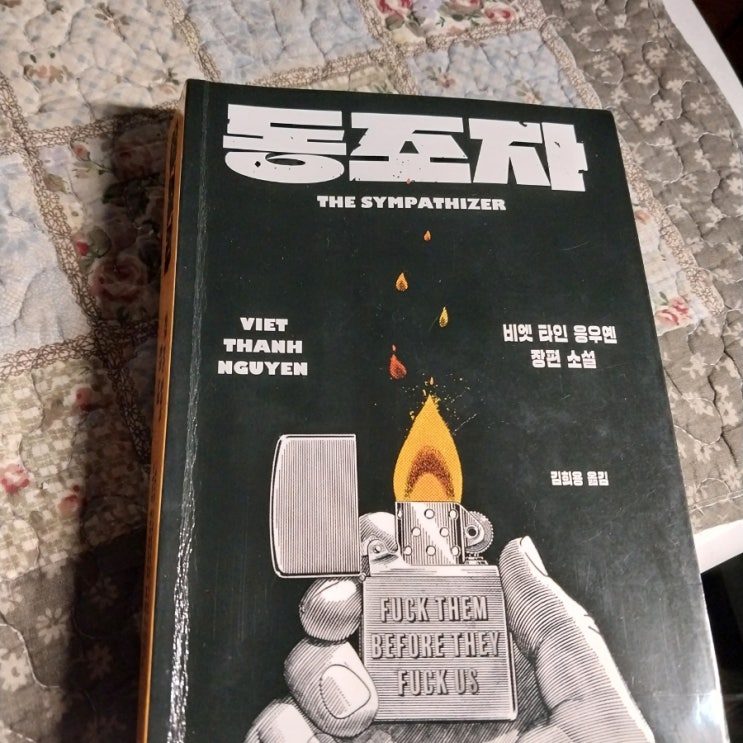 동조자
THE SYMPATHIZER
VIET
THANH
NGUYEN
비엣 타인 응우옌
장편 소설
김희용 옮김
FUCK THEM
BEFORE THEY
FUCK US